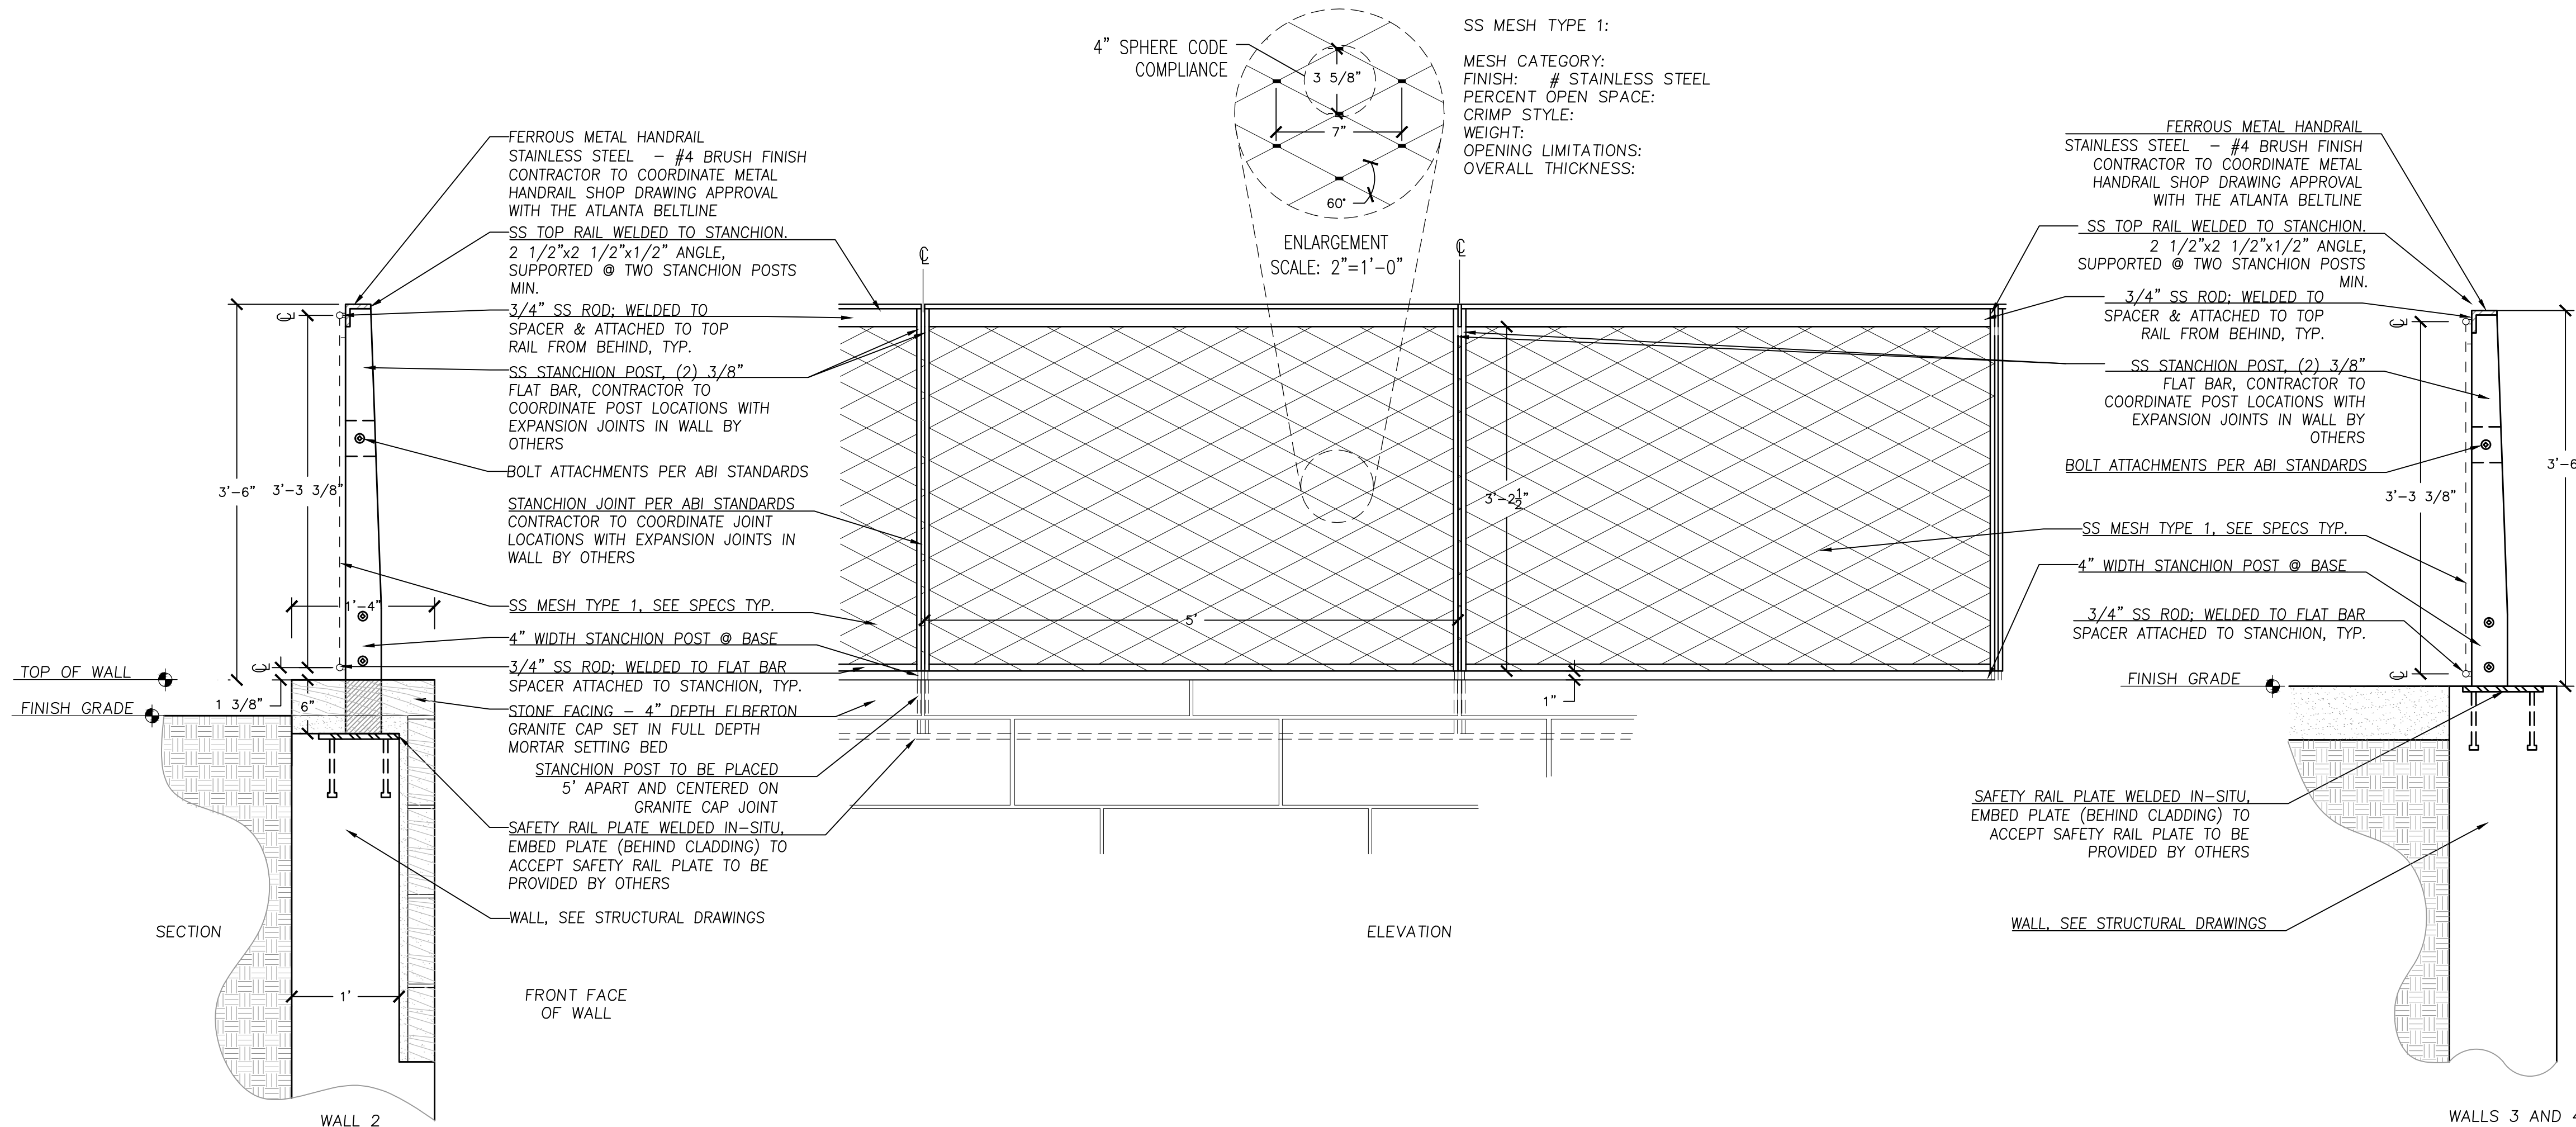 4" SPHERE CODE
COMPLIANCE
3 5/8"
7"
60°
ENLARGEMENT
SCALE: 2"=1'-0"
SS MESH TYPE 1:
MESH CATEGORY:
FINISH: # STAINLESS STEEL
PERCENT OPEN SPACE:
CRIMP STYLE:
WEIGHT:
OPENING LIMITATIONS:
OVERALL THICKNESS:
FERROUS METAL HANDRAIL
STAINLESS STEEL - #4 BRUSH FINISH
CONTRACTOR TO COORDINATE METAL
HANDRAIL SHOP DRAWING APPROVAL
WITH THE ATLANTA BELTLINE
SS TOP RAIL WELDED TO STANCHION.
2 1/2"x2 1/2"x1/2" ANGLE,
SUPPORTED @ TWO STANCHION POSTS
MIN.
3/4" SS ROD; WELDED TO
SPACER & ATTACHED TO TOP
RAIL FROM BEHIND, TYP.
SS STANCHION POST, (2) 3/8"
FLAT BAR, CONTRACTOR TO
COORDINATE POST LOCATIONS WITH
EXPANSION JOINTS IN WALL BY
OTHERS
BOLT ATTACHMENTS PER ABI STANDARDS
STANCHION JOINT PER ABI STANDARDS
CONTRACTOR TO COORDINATE JOINT
LOCATIONS WITH EXPANSION JOINTS IN
WALL BY OTHERS
SS MESH TYPE 1, SEE SPECS TYP.
4" WIDTH STANCHION POST @ BASE
3/4" SS ROD; WELDED TO FLAT BAR
SPACER ATTACHED TO STANCHION, TYP.
STONE FACING - 4" DEPTH ELBERTON
GRANITE CAP SET IN FULL DEPTH
MORTAR SETTING BED
STANCHION POST TO BE PLACED
5' APART AND CENTERED ON
GRANITE CAP JOINT
SAFETY RAIL PLATE WELDED IN-SITU,
EMBED PLATE (BEHIND CLADDING) TO
ACCEPT SAFETY RAIL PLATE TO BE
PROVIDED BY OTHERS
WALL, SEE STRUCTURAL DRAWINGS
3'-6"
3'-3 3/8"
1'-4"
TOP OF WALL
FINISH GRADE
1 3/8"
6"
1'
SECTION
FRONT FACE
OF WALL
WALL 2
℄
℄
℄
℄
5'
3'-2 1/2"
1"
ELEVATION
FERROUS METAL HANDRAIL
STAINLESS STEEL - #4 BRUSH FINISH
CONTRACTOR TO COORDINATE METAL
HANDRAIL SHOP DRAWING APPROVAL
WITH THE ATLANTA BELTLINE
SS TOP RAIL WELDED TO STANCHION.
2 1/2"x2 1/2"x1/2" ANGLE,
SUPPORTED @ TWO STANCHION POSTS
MIN.
3/4" SS ROD; WELDED TO
SPACER & ATTACHED TO TOP
RAIL FROM BEHIND, TYP.
SS STANCHION POST, (2) 3/8"
FLAT BAR, CONTRACTOR TO
COORDINATE POST LOCATIONS WITH
EXPANSION JOINTS IN WALL BY
OTHERS
BOLT ATTACHMENTS PER ABI STANDARDS
SS MESH TYPE 1, SEE SPECS TYP.
4" WIDTH STANCHION POST @ BASE
3/4" SS ROD; WELDED TO FLAT BAR
SPACER ATTACHED TO STANCHION, TYP.
FINISH GRADE
SAFETY RAIL PLATE WELDED IN-SITU,
EMBED PLATE (BEHIND CLADDING) TO
ACCEPT SAFETY RAIL PLATE TO BE
PROVIDED BY OTHERS
WALL, SEE STRUCTURAL DRAWINGS
℄
℄
3'-3 3/8"
3'-6
WALLS 3 AND 4